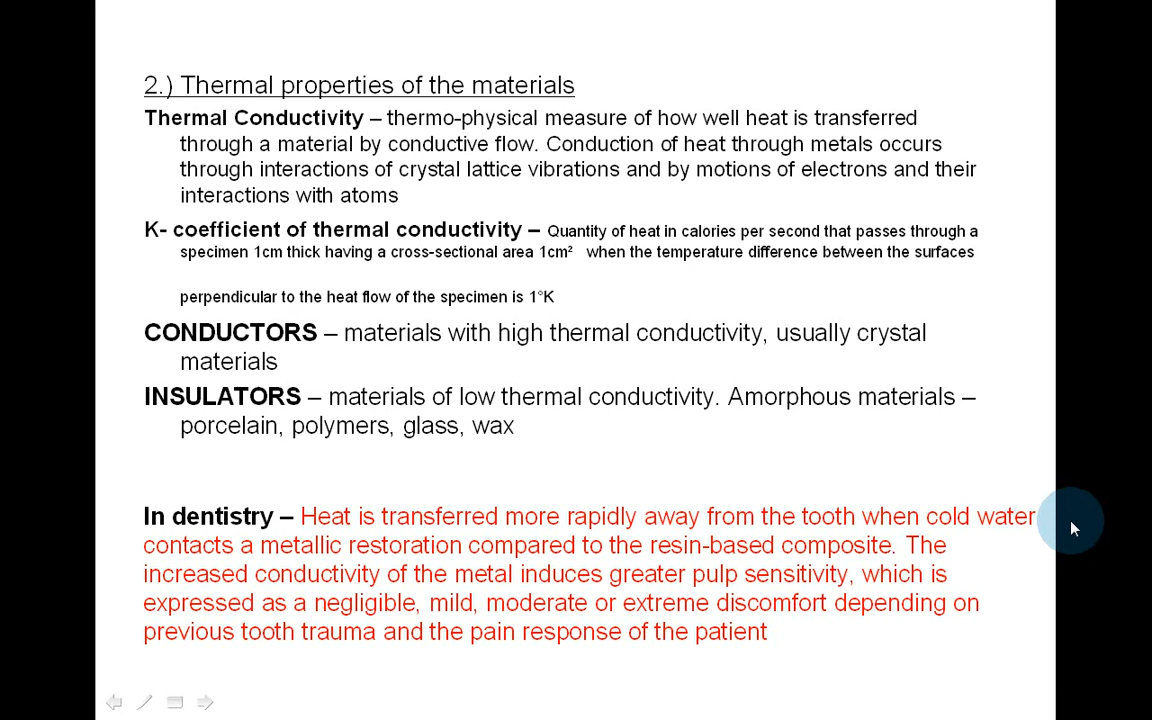 2.) Thermal properties of the materials
Thermal Conductivity – thermo-physical measure of how well heat is transferred
through a material by conductive flow. Conduction of heat through metals occurs
through interactions of crystal lattice vibrations and by motions of electrons and their
interactions with atoms
K- coefficient of thermal conductivity – Quantity of heat in calories per second that passes through a
specimen 1cm thick having a cross-sectional area 1cm² when the temperature difference between the surfaces
perpendicular to the heat flow of the specimen is 1°K
CONDUCTORS – materials with high thermal conductivity, usually crystal
materials
INSULATORS – materials of low thermal conductivity. Amorphous materials –
porcelain, polymers, glass, wax
In dentistry – Heat is transferred more rapidly away from the tooth when cold water
contacts a metallic restoration compared to the resin-based composite. The
increased conductivity of the metal induces greater pulp sensitivity, which is
expressed as a negligible, mild, moderate or extreme discomfort depending on
previous tooth trauma and the pain response of the patient